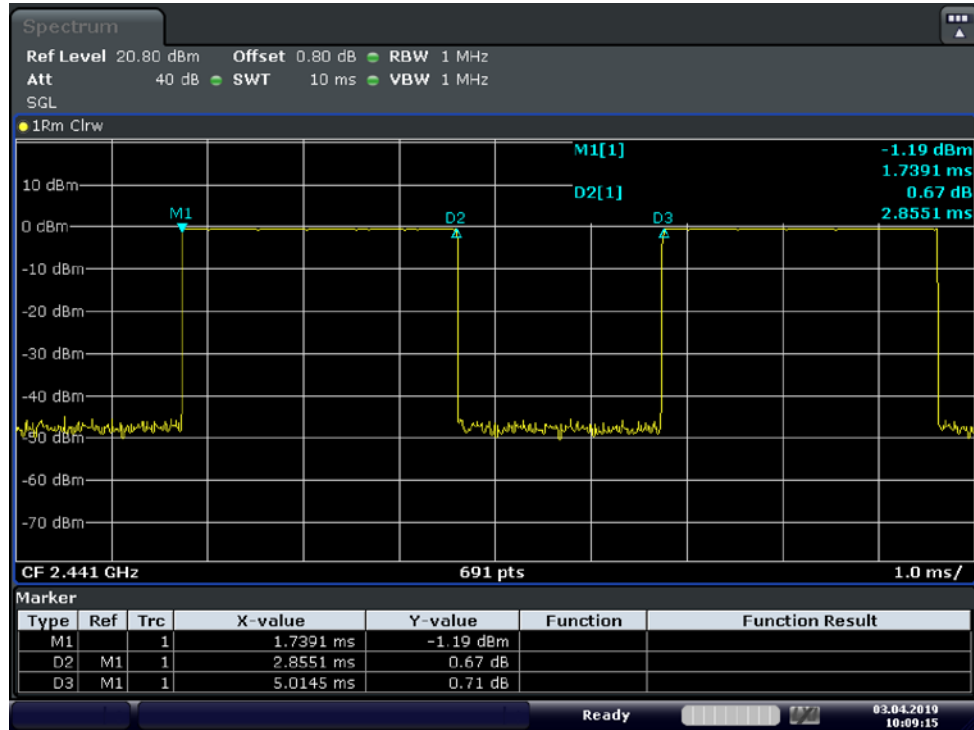 Spectrum
Ref Level 20.80 dBm Offset 0.80 dB RBW 1 MHz
Att 40 dB SWT 10 ms VBW 1 MHz
SGL
1Rm Clrw
M1[1] -1.19 dBm
1.7391 ms
10 dBm
D2[1] 0.67 dB
2.8551 ms
M1
D2
D3
0 dBm
-10 dBm
-20 dBm
-30 dBm
-40 dBm
-50 dBm
-60 dBm
-70 dBm
CF 2.441 GHz 691 pts 1.0 ms/
Marker
Type Ref Trc X-value Y-value Function Function Result
M1 1 1.7391 ms -1.19 dBm
D2 M1 1 2.8551 ms 0.67 dB
D3 M1 1 5.0145 ms 0.71 dB
Ready 03.04.2019
10:09:15